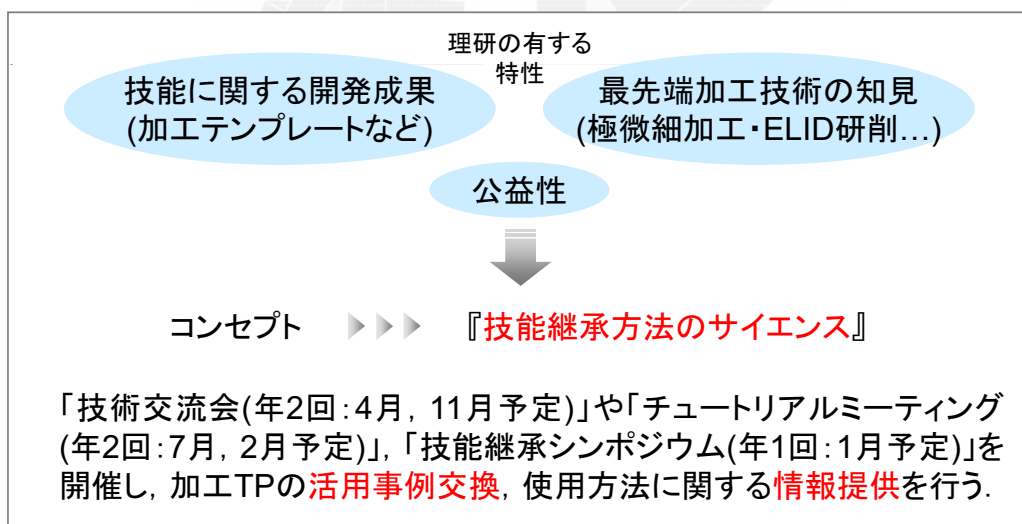 理研の有する
特性
技能に関する開発成果
(加工テンプレートなど)
最先端加工技術の知見
(極微細加工・ELID研削…)
公益性
コンセプト
『技能継承方法のサイエンス』
「技術交流会(年2回：4月，11月予定)」や「チュートリアルミーティング
(年2回：7月，2月予定)」，「技能継承シンポジウム(年1回：1月予定)」を
開催し，加工TPの活用事例交換，使用方法に関する情報提供を行う．